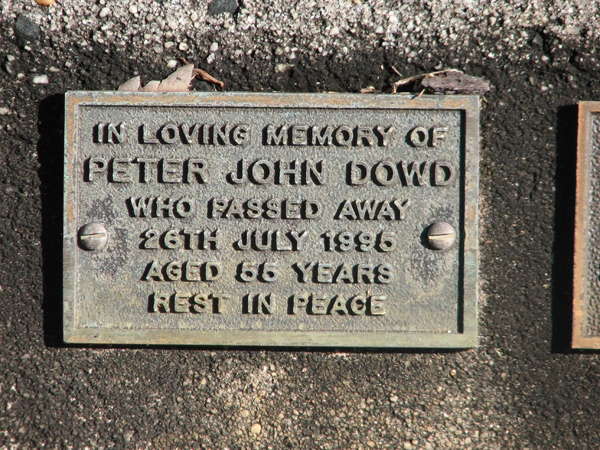 IN LOVING MEMORY OF
PETER JOHN DOWD
WHO PASSED AWAY
26TH JULY 1995
AGED 55 YEARS
REST IN PEACE